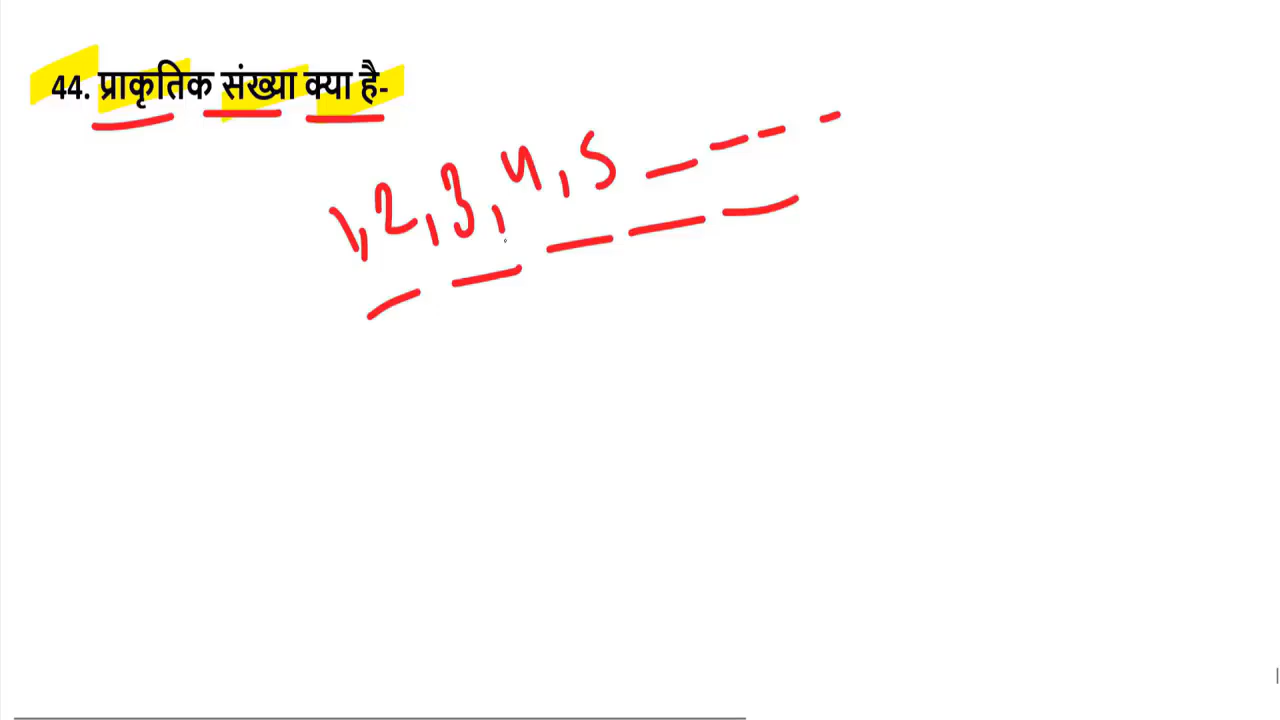 44. प्राकृतिक संख्या क्या है-
1, 2, 3, 4, 5 - - - -